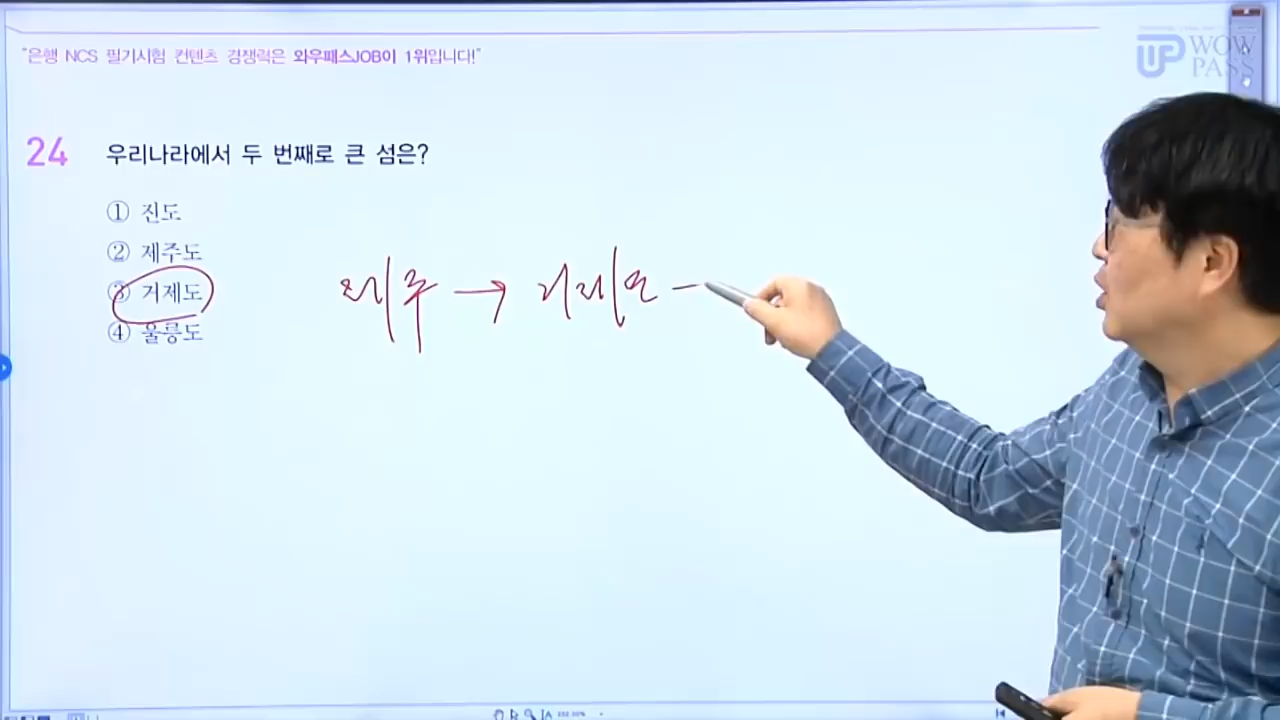 "은행 NCS 필기시험 컨텐츠 경쟁력은 와우패스JOB이 1위입니다!"
UP WOW PASS
24 우리나라에서 두 번째로 큰 섬은?
① 진도
② 제주도
③ 거제도
④ 울릉도
제주 → 거제도 -